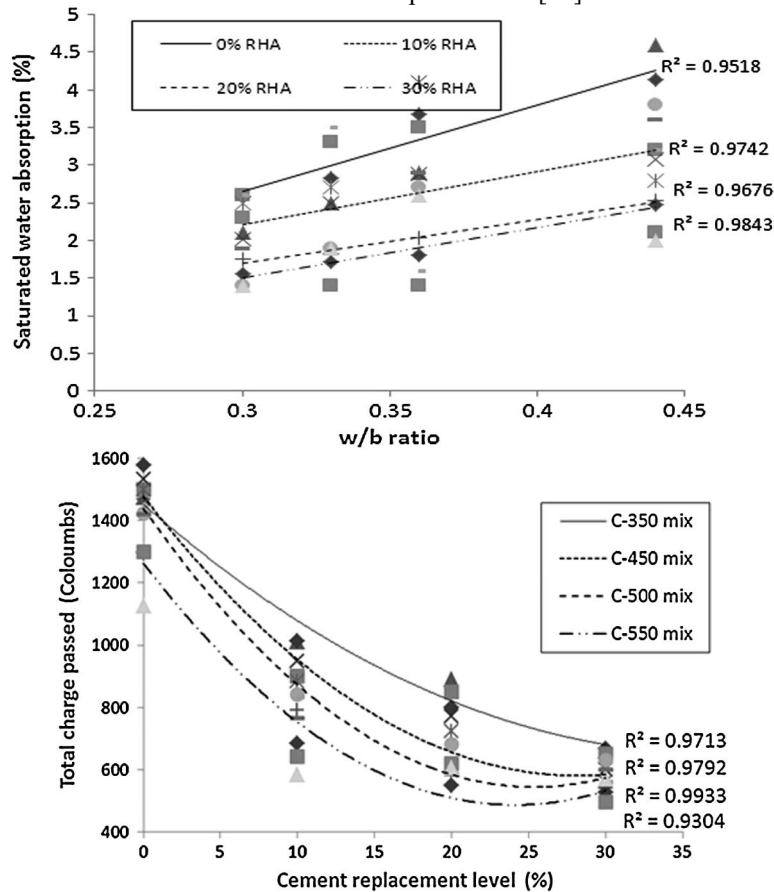 5
4.5
4
3.5
3
2.5
2
1.5
1
0.5
0
Saturated water absorption (%)
0% RHA 10% RHA
20% RHA 30% RHA
R² = 0.9518
R² = 0.9742
R² = 0.9676
R² = 0.9843
0.25 0.3 0.35 0.4 0.45
w/b ratio
1600
1400
1200
1000
800
600
400
Total charge passed (Coloumbs)
C-350 mix
C-450 mix
C-500 mix
C-550 mix
R² = 0.9713
R² = 0.9792
R² = 0.9933
R² = 0.9304
0 5 10 15 20 25 30 35
Cement replacement level (%)